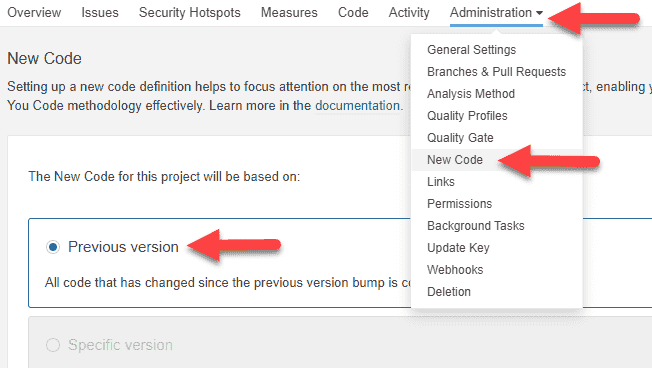 Overview Issues Security Hotspots Measures Code Activity Administration
New Code
Setting up a new code definition helps to focus attention on the most re
ct, enabling y
You Code methodology effectively. Learn more in the documentation.
General Settings
Branches & Pull Requests
Analysis Method
Quality Profiles
Quality Gate
New Code
Links
Permissions
Background Tasks
Update Key
Webhooks
Deletion
The New Code for this project will be based on:
Previous version
All code that has changed since the previous version bump is c
Specific version